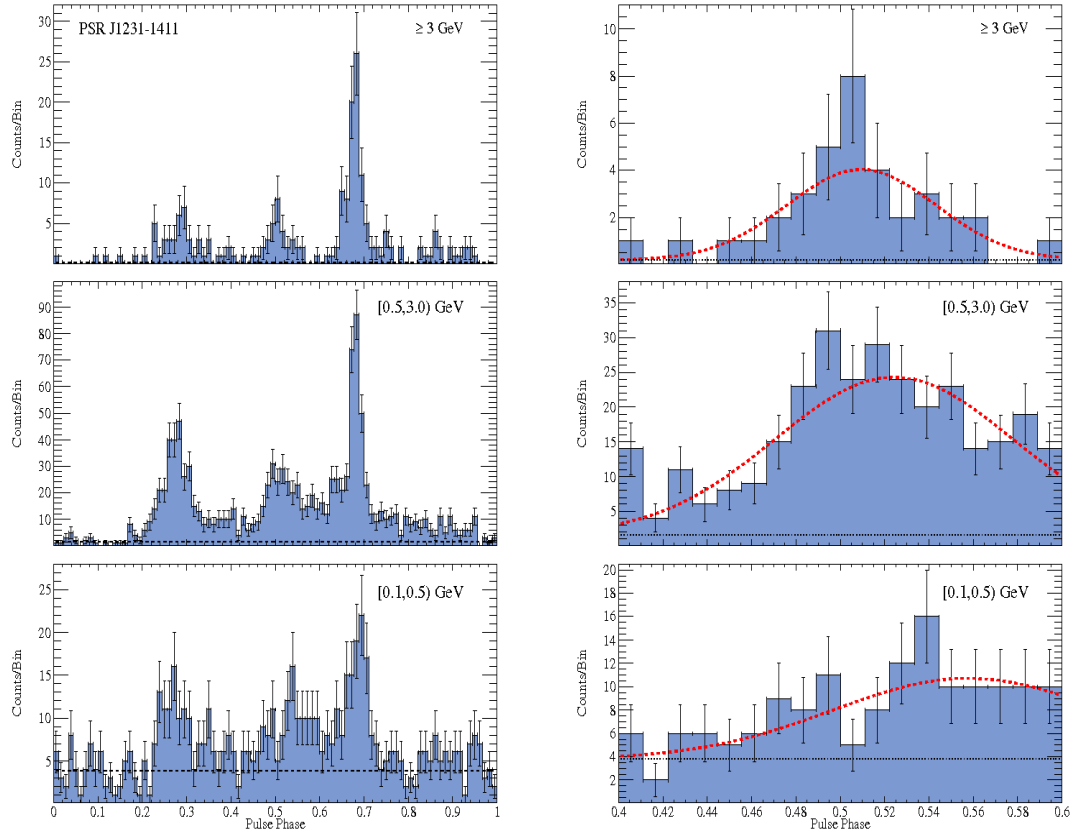 PSR J1231-1411
≥ 3 GeV
Counts/Bin
30
25
20
15
10
5
≥ 3 GeV
Counts/Bin
10
8
6
4
2
[0.5,3.0) GeV
Counts/Bin
90
80
70
60
50
40
30
20
10
[0.5,3.0) GeV
Counts/Bin
35
30
25
20
15
10
5
[0.1,0.5) GeV
Counts/Bin
25
20
15
10
5
0 0.1 0.2 0.3 0.4 0.5 0.6 0.7 0.8 0.9 1
Pulse Phase
[0.1,0.5) GeV
Counts/Bin
20
18
16
14
12
10
8
6
4
2
0.4 0.42 0.44 0.46 0.48 0.5 0.52 0.54 0.56 0.58 0.6
Pulse Phase